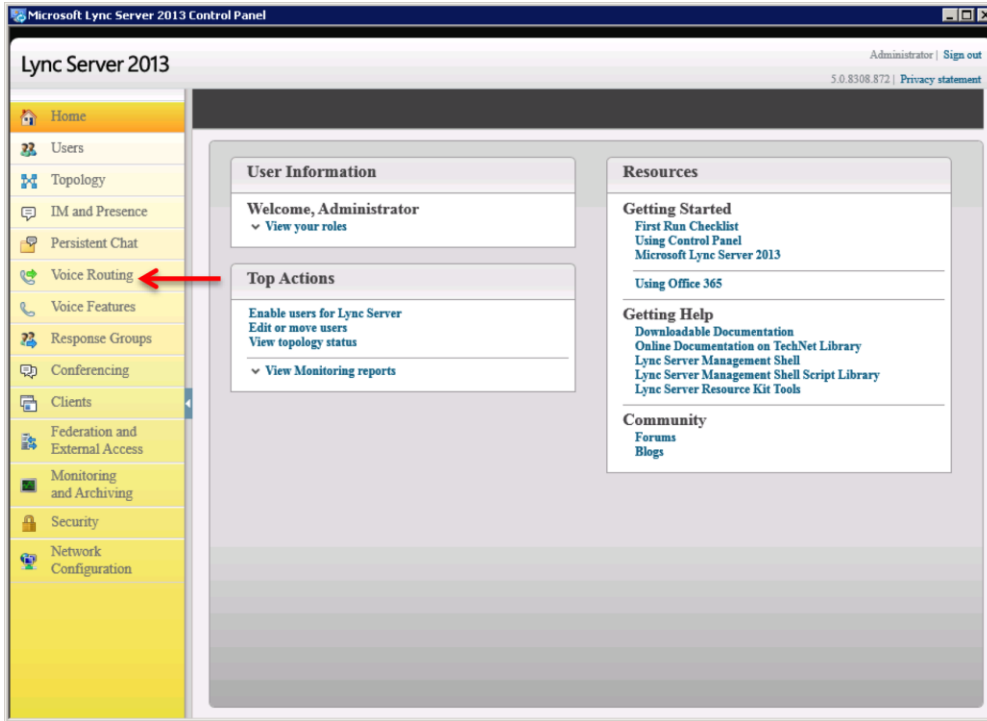 Microsoft Lync Server 2013 Control Panel
Lync Server 2013
Administrator | Sign out
5.0.8308.872 | Privacy statement
Home
Users
Topology
IM and Presence
Persistent Chat
Voice Routing
Voice Features
Response Groups
Conferencing
Clients
Federation and
External Access
Monitoring
and Archiving
Security
Network
Configuration
User Information
Welcome, Administrator
View your roles
Top Actions
Enable users for Lync Server
Edit or move users
View topology status
View Monitoring reports
Resources
Getting Started
First Run Checklist
Using Control Panel
Microsoft Lync Server 2013
Using Office 365
Getting Help
Downloadable Documentation
Online Documentation on TechNet Library
Lync Server Management Shell
Lync Server Management Shell Script Library
Lync Server Resource Kit Tools
Community
Forums
Blogs